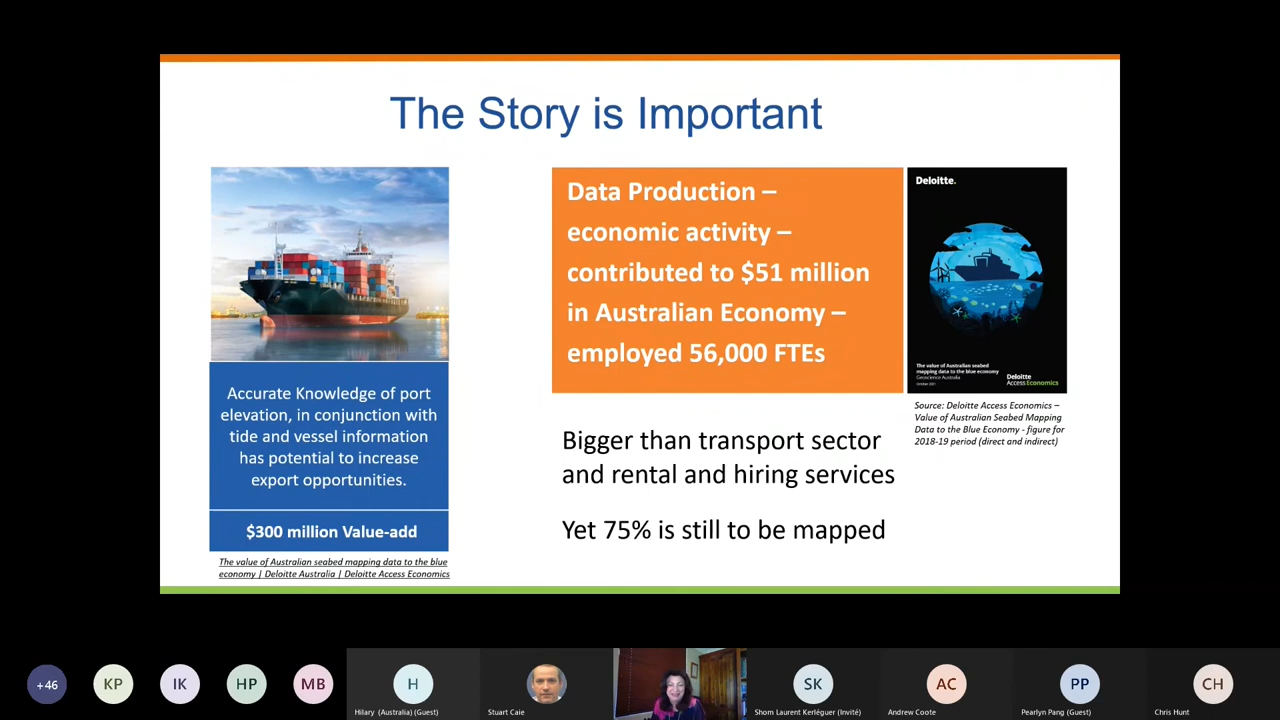 The Story is Important
Accurate Knowledge of port
elevation, in conjunction with
tide and vessel information
has potential to increase
export opportunities.
$300 million Value-add
The value of Australian seabed mapping data to the blue
economy | Deloitte Australia | Deloitte Access Economics
Data Production –
economic activity –
contributed to $51 million
in Australian Economy –
employed 56,000 FTEs
Deloitte.
The value of Australian seabed
mapping data to the blue economy
Geoscience Australia
October 2021
Deloitte
Access Economics
Source: Deloitte Access Economics –
Value of Australian Seabed Mapping
Data to the Blue Economy - figure for
2018-19 period (direct and indirect)
Bigger than transport sector
and rental and hiring services
Yet 75% is still to be mapped
+46
KP
IK
HP
MB
H
Hilary (Australia) (Guest)
Stuart Caie
SK
Shom Laurent Kerléguer (Invité)
AC
Andrew Coote
PP
Pearlyn Pang (Guest)
CH
Chris Hunt